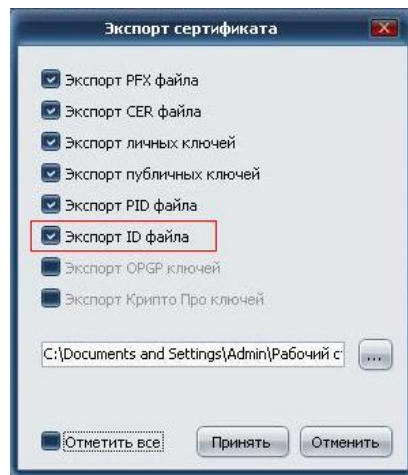 Экспорт сертификата
Экспорт PFX файла
Экспорт CER файла
Экспорт личных ключей
Экспорт публичных ключей
Экспорт PID файла
Экспорт ID файла
Экспорт OPGP ключей
Экспорт Крипто Про ключей
C:\Documents and Settings\Admin\Рабочий
...
Отметить все
Принять
Отменить